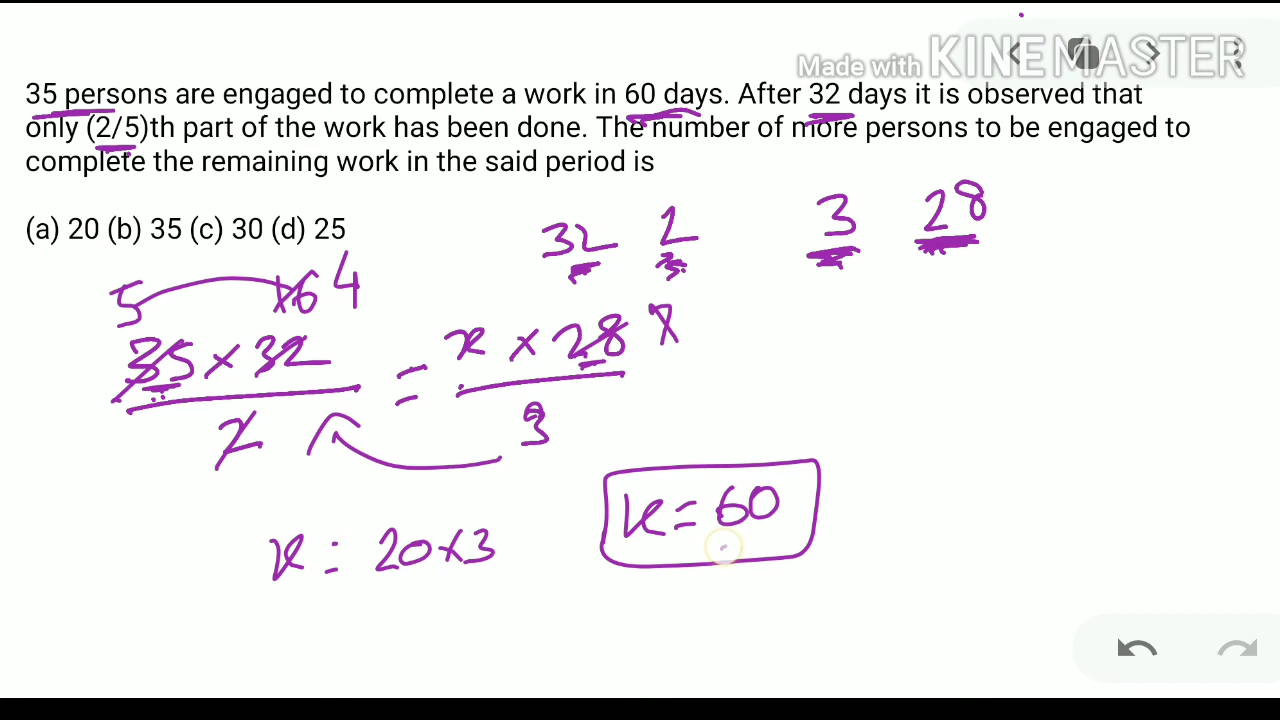 Made with KINEMASTER
35 persons are engaged to complete a work in 60 days. After 32 days it is observed that
only (2/5)th part of the work has been done. The number of more persons to be engaged to
complete the remaining work in the said period is
(a) 20 (b) 35 (c) 30 (d) 25
32 2 3 28
5 16 4
35 × 32 = x × 28
2 3
x = 20 × 3
x = 60